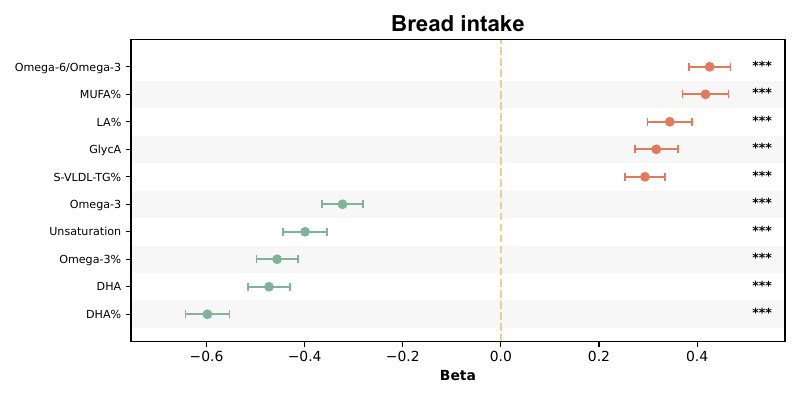 Bread intake
Omega-6/Omega-3 ***
MUFA% ***
LA% ***
GlycA ***
S-VLDL-TG% ***
Omega-3 ***
Unsaturation ***
Omega-3% ***
DHA ***
DHA% ***
−0.6 −0.4 −0.2 0.0 0.2 0.4
Beta